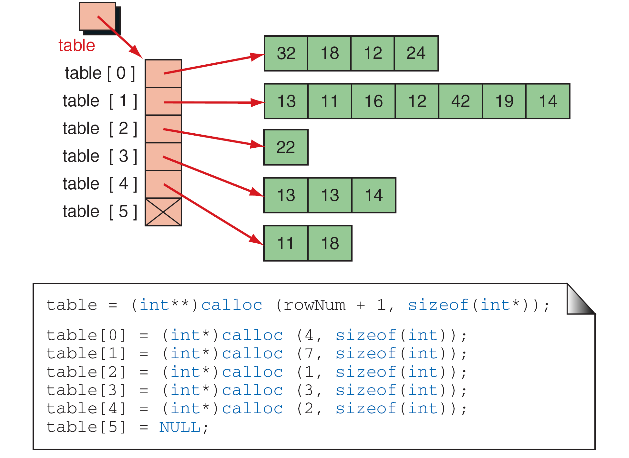 table
table [ 0 ] 32 18 12 24
table [ 1 ] 13 11 16 12 42 19 14
table [ 2 ] 22
table [ 3 ] 13 13 14
table [ 4 ] 11 18
table [ 5 ]
table = (int**)calloc (rowNum + 1, sizeof(int*));
table[0] = (int*)calloc (4, sizeof(int));
table[1] = (int*)calloc (7, sizeof(int));
table[2] = (int*)calloc (1, sizeof(int));
table[3] = (int*)calloc (3, sizeof(int));
table[4] = (int*)calloc (2, sizeof(int));
table[5] = NULL;